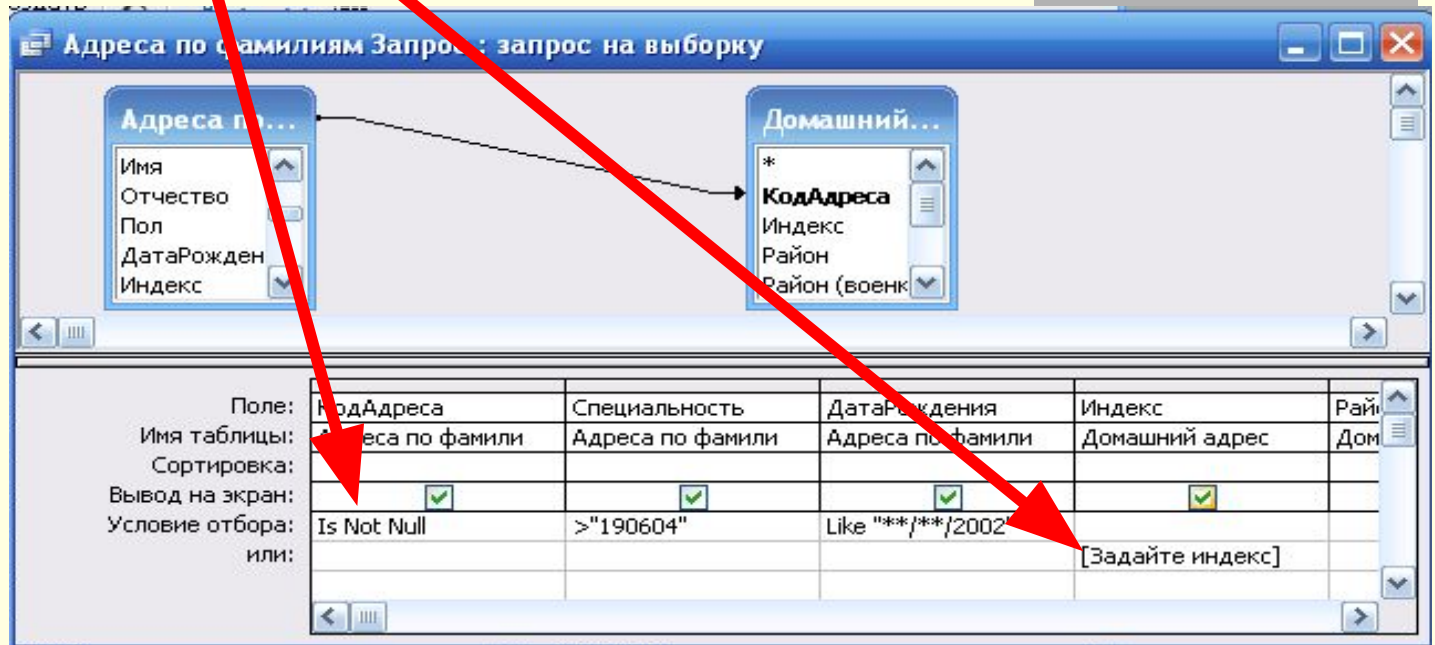 Адреса по фамилиям Запрос : запрос на выборку
Адреса по... Домашний...
Имя *
Отчество КодАдреса
Пол Индекс
ДатаРожден Район
Индекс Район (военк
Поле: КодАдреса Специальность ДатаРождения Индекс Рай
Имя таблицы: Адреса по фамили Адреса по фамили Адреса по фамили Домашний адрес Дом
Сортировка:
Вывод на экран:
Условие отбора: Is Not Null >"190604" Like "**/**/2002"
или: [Задайте индекс]